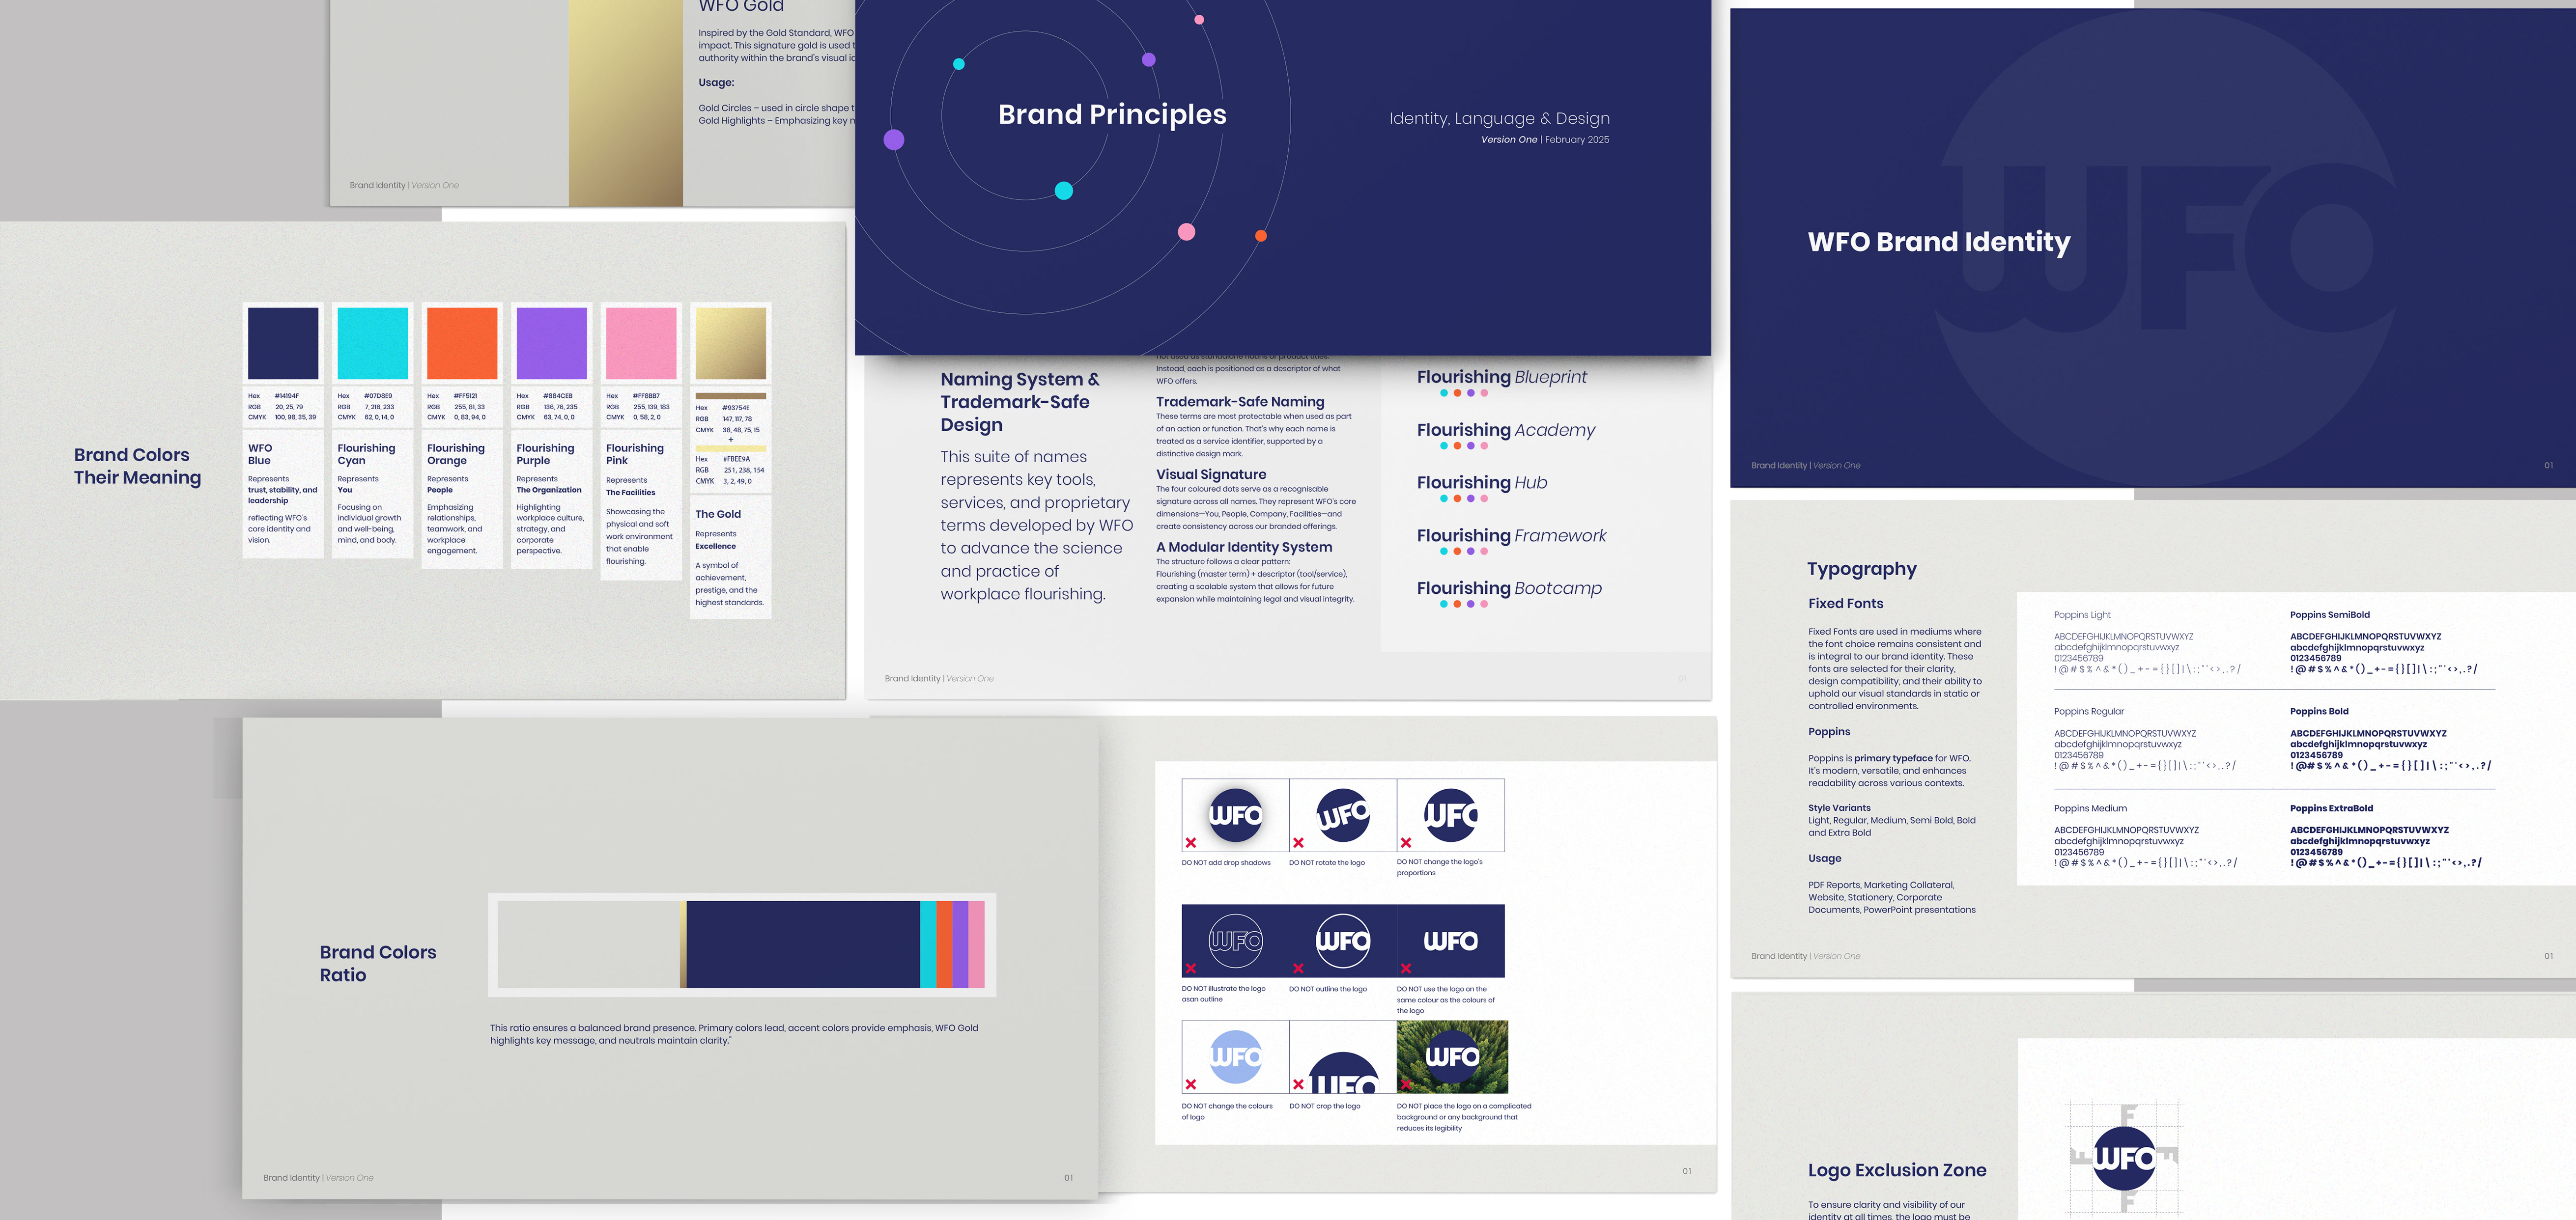 WFO Gold
Inspired by the Gold Standard, WFO
impact. This signature gold is used
authority within the brand's visual
Usage:
Gold Circles – used in circle shape
Gold Highlights – Emphasizing key
Brand Identity | Version One
Brand Principles
Identity, Language & Design
Version One | February 2025
WFO
WFO Brand Identity
Brand Identity | Version One
01
Brand Colors
Their Meaning
Hex #14194F
RGB 20, 25, 79
CMYK 100, 98, 35, 39
WFO
Blue
Represents
trust, stability, and
leadership
reflecting WFO's
core identity and
vision.
Hex #07D8E9
RGB 7, 216, 233
CMYK 62, 0, 14, 0
Flourishing
Cyan
Represents
You
Focusing on
individual growth
and well-being,
mind, and body.
Hex #FF5121
RGB 255, 81, 33
CMYK 0, 83, 94, 0
Flourishing
Orange
Represents
People
Emphasizing
relationships,
teamwork, and
workplace
engagement.
Hex #884CEB
RGB 136, 76, 235
CMYK 63, 74, 0, 0
Flourishing
Purple
Represents
The Organization
Highlighting
workplace culture,
strategy, and
corporate
perspective.
Hex #FF8BB7
RGB 255, 139, 183
CMYK 0, 58, 2, 0
Flourishing
Pink
Represents
The Facilities
Showcasing the
physical and soft
work environment
that enable
flourishing.
Hex #93754E
RGB 147, 117, 78
CMYK 38, 48, 75, 15
+
Hex #FBEE9A
RGB 251, 238, 154
CMYK 3, 2, 49, 0
The Gold
Represents
Excellence
A symbol of
achievement,
prestige, and the
highest standards.
Naming System &
Trademark-Safe
Design
This suite of names
represents key tools,
services, and proprietary
terms developed by WFO
to advance the science
and practice of
workplace flourishing.
not used as standalone nouns or product titles.
Instead, each is positioned as a descriptor of what
WFO offers.
Trademark-Safe Naming
These terms are most protectable when used as part
of an action or function. That's why each name is
treated as a service identifier, supported by a
distinctive design mark.
Visual Signature
The four coloured dots serve as a recognisable
signature across all names. They represent WFO's core
dimensions—You, People, Company, Facilities—and
create consistency across our branded offerings.
A Modular Identity System
The structure follows a clear pattern:
Flourishing (master term) + descriptor (tool/service),
creating a scalable system that allows for future
expansion while maintaining legal and visual integrity.
Flourishing Blueprint
Flourishing Academy
Flourishing Hub
Flourishing Framework
Flourishing Bootcamp
Brand Identity | Version One
01
Typography
Fixed Fonts
Fixed Fonts are used in mediums where
the font choice remains consistent and
is integral to our brand identity. These
fonts are selected for their clarity,
design compatibility, and their ability to
uphold our visual standards in static or
controlled environments.
Poppins
Poppins is primary typeface for WFO.
It's modern, versatile, and enhances
readability across various contexts.
Style Variants
Light, Regular, Medium, Semi Bold, Bold
and Extra Bold
Usage
PDF Reports, Marketing Collateral,
Website, Stationery, Corporate
Documents, PowerPoint presentations
Poppins Light
ABCDEFGHIJKLMNOPQRSTUVWXYZ
abcdefghijklmnopqrstuvwxyz
0123456789
!@#$%^&*()_+-={}[]|\:;"'<>,.?/
Poppins SemiBold
ABCDEFGHIJKLMNOPQRSTUVWXYZ
abcdefghijklmnopqrstuvwxyz
0123456789
!@#$%^&*()_+-={}[]|\:;"'<>,.?/
Poppins Regular
ABCDEFGHIJKLMNOPQRSTUVWXYZ
abcdefghijklmnopqrstuvwxyz
0123456789
!@#$%^&*()_+-={}[]|\:;"'<>,.?/
Poppins Bold
ABCDEFGHIJKLMNOPQRSTUVWXYZ
abcdefghijklmnopqrstuvwxyz
0123456789
!@#$%^&*()_+-={}[]|\:;"'<>,.?/
Poppins Medium
ABCDEFGHIJKLMNOPQRSTUVWXYZ
abcdefghijklmnopqrstuvwxyz
0123456789
!@#$%^&*()_+-={}[]|\:;"'<>,.?/
Poppins ExtraBold
ABCDEFGHIJKLMNOPQRSTUVWXYZ
abcdefghijklmnopqrstuvwxyz
0123456789
!@#$%^&*()_+-={}[]|\:;"'<>,.?/
Brand Identity | Version One
01
Brand Colors
Ratio
This ratio ensures a balanced brand presence. Primary colors lead, accent colors provide emphasis, WFO Gold
highlights key message, and neutrals maintain clarity."
Brand Identity | Version One
01
WFO
WFO
WFO
DO NOT add drop shadows
DO NOT rotate the logo
DO NOT change the logo's
proportions
WFO
WFO
WFO
DO NOT illustrate the logo
asan outline
DO NOT outline the logo
DO NOT use the logo on the
same colour as the colours of
the logo
WFO
WFO
WFO
DO NOT change the colours
of logo
DO NOT crop the logo
DO NOT place the logo on a complicated
background or any background that
reduces its legibility
01
Logo Exclusion Zone
To ensure clarity and visibility of our
identity at all times, the logo must be
F
F
WFO
F
F